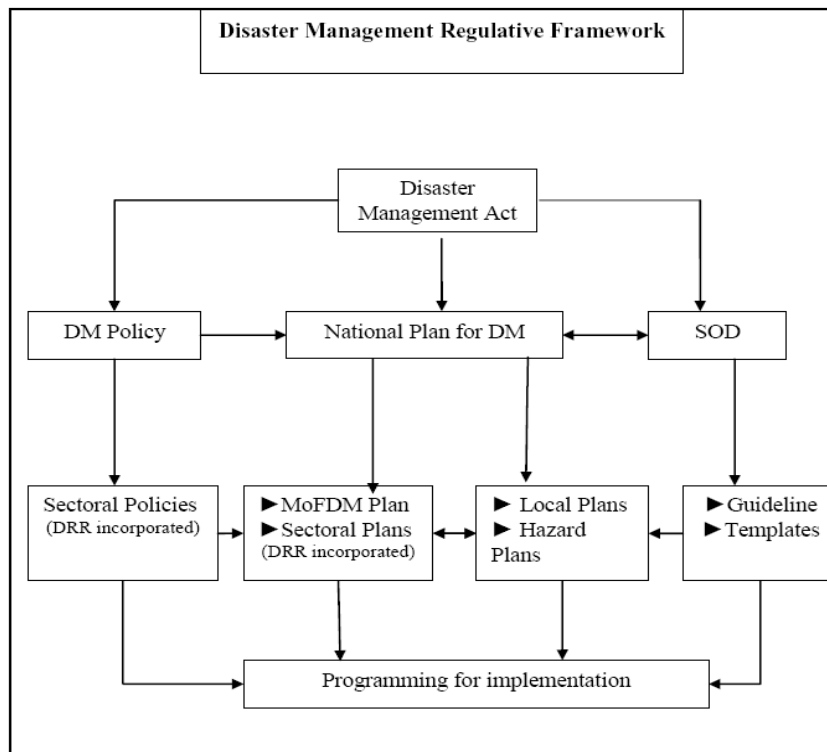 Disaster Management Regulative Framework
Disaster
Management Act
DM Policy
National Plan for DM
SOD
Sectoral Policies
(DRR incorporated)
►MoFDM Plan
►Sectoral Plans
(DRR incorporated)
► Local Plans
► Hazard
Plans
►Guideline
►Templates
Programming for implementation